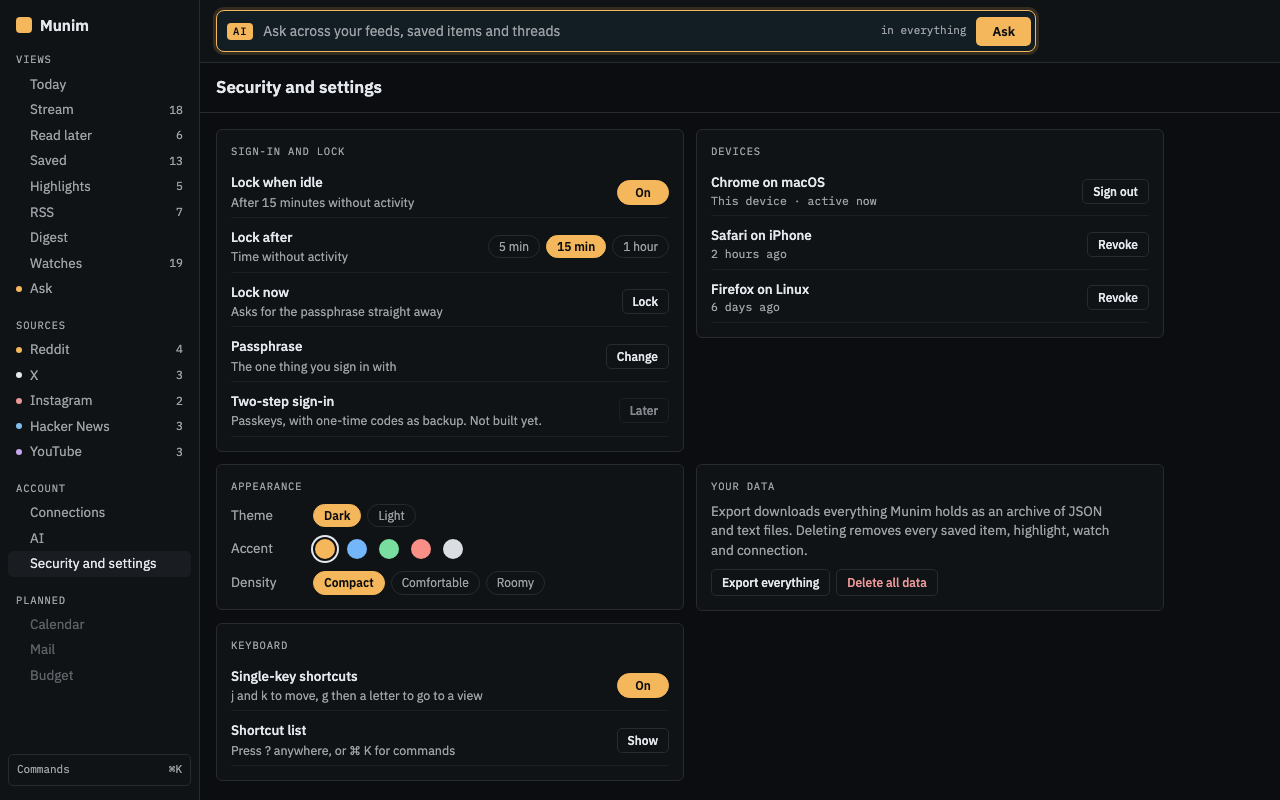 Munim
VIEWS
Today
Stream 18
Read later 6
Saved 13
Highlights 5
RSS 7
Digest
Watches 19
Ask
SOURCES
Reddit 4
X 3
Instagram 2
Hacker News 3
YouTube 3
ACCOUNT
Connections
AI
Security and settings
PLANNED
Calendar
Mail
Budget
Commands ⌘K
AI Ask across your feeds, saved items and threads in everything Ask
Security and settings
SIGN-IN AND LOCK
Lock when idle
After 15 minutes without activity
On
Lock after
Time without activity
5 min 15 min 1 hour
Lock now
Asks for the passphrase straight away
Lock
Passphrase
The one thing you sign in with
Change
Two-step sign-in
Passkeys, with one-time codes as backup. Not built yet.
Later
DEVICES
Chrome on macOS
This device · active now
Sign out
Safari on iPhone
2 hours ago
Revoke
Firefox on Linux
6 days ago
Revoke
APPEARANCE
Theme Dark Light
Accent
Density Compact Comfortable Roomy
YOUR DATA
Export downloads everything Munim holds as an archive of JSON
and text files. Deleting removes every saved item, highlight, watch
and connection.
Export everything Delete all data
KEYBOARD
Single-key shortcuts
j and k to move, g then a letter to go to a view
On
Shortcut list
Press ? anywhere, or ⌘ K for commands
Show